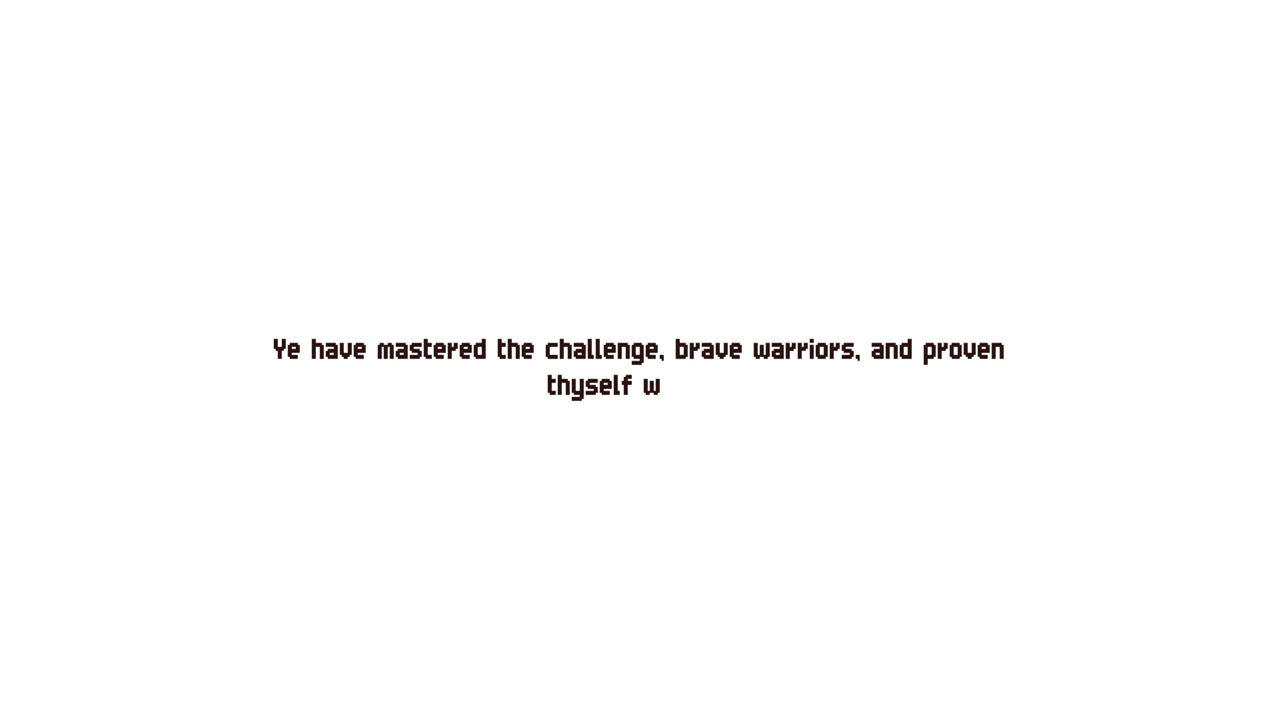 Ye have mastered the challenge, brave warriors, and proven
thyself w